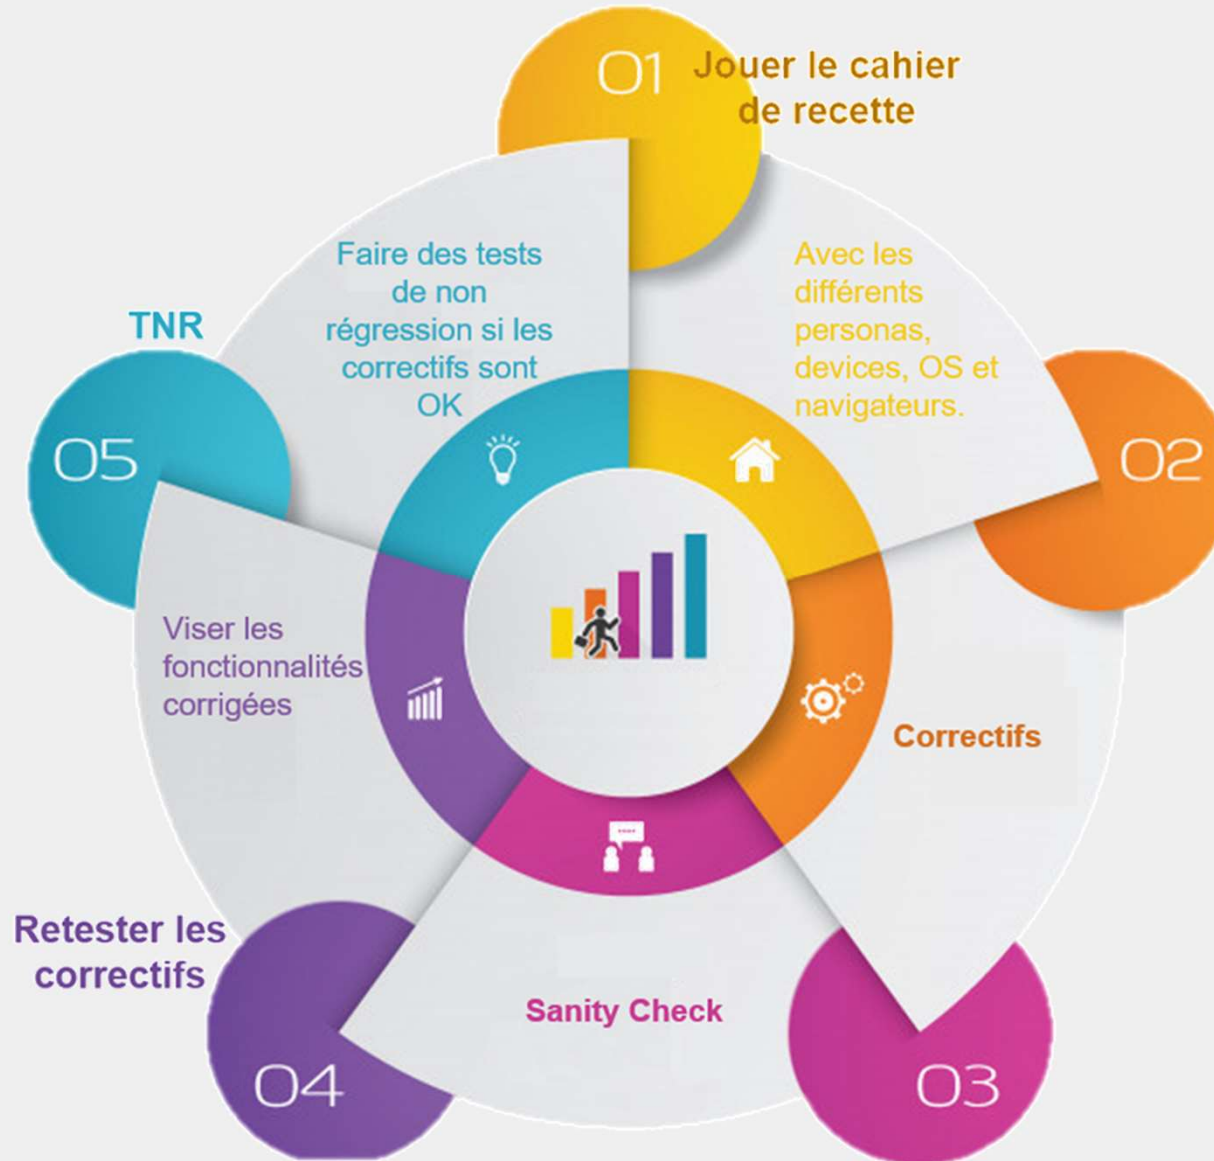 01
Jouer le cahier
de recette
Avec les
différents
personas,
devices, OS et
navigateurs.
02
Correctifs
03
Sanity Check
04
Retester les
correctifs
Viser les
fonctionnalités
corrigées
05
TNR
Faire des tests
de non
régression si les
correctifs sont
OK